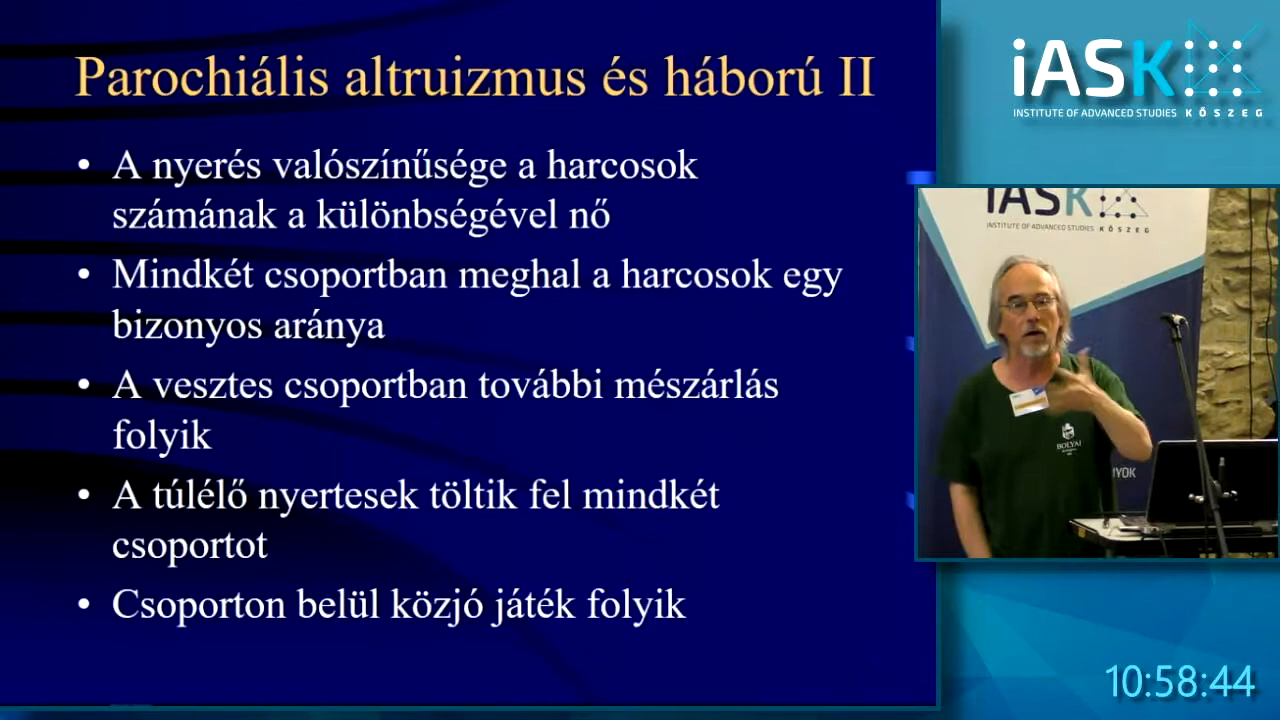 Parochiális altruizmus és háború II
• A nyerés valószínűsége a harcosok
számának a különbségével nő
• Mindkét csoportban meghal a harcosok egy
bizonyos aránya
• A vesztes csoportban további mészárlás
folyik
• A túlélő nyertesek töltik fel mindkét
csoportot
• Csoporton belül közjó játék folyik
iASK
INSTITUTE OF ADVANCED STUDIES KŐSZEG
iASK
INSTITUTE OF ADVANCED STUDIES KŐSZEG
BOLYAI
NYOK
10:58:44